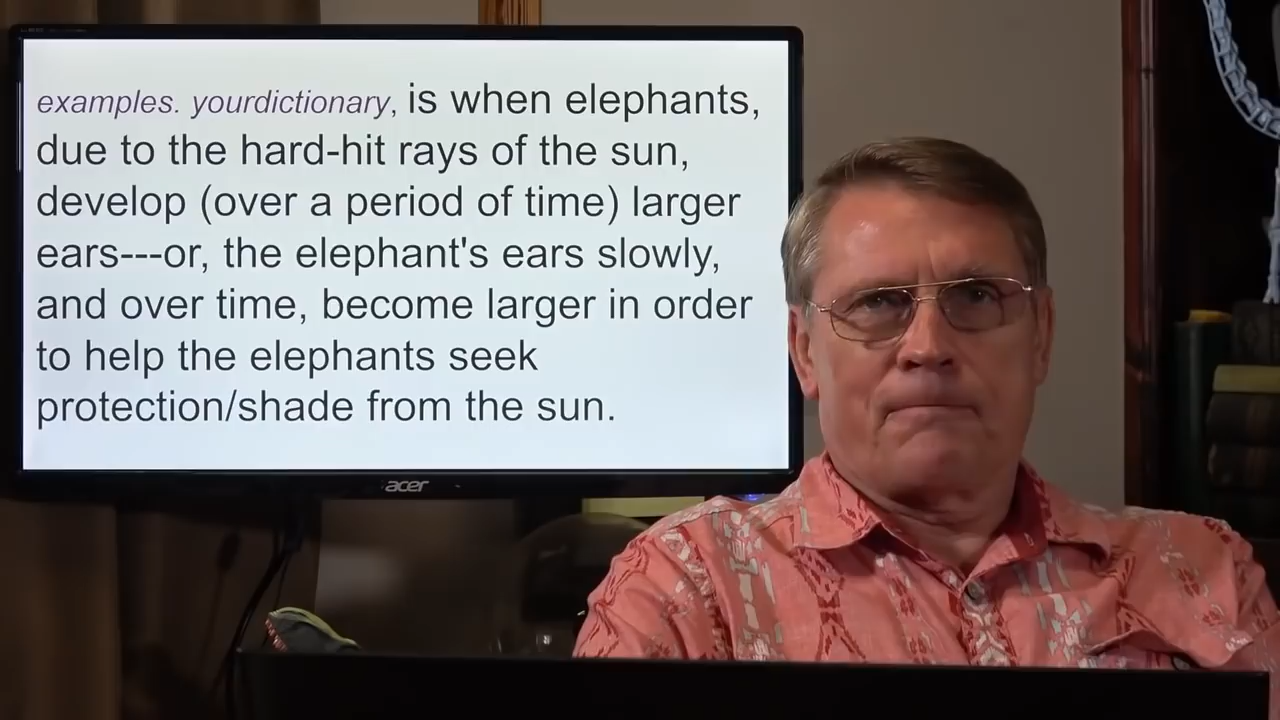 examples. yourdictionary, is when elephants,
due to the hard-hit rays of the sun,
develop (over a period of time) larger
ears---or, the elephant's ears slowly,
and over time, become larger in order
to help the elephants seek
protection/shade from the sun.
acer